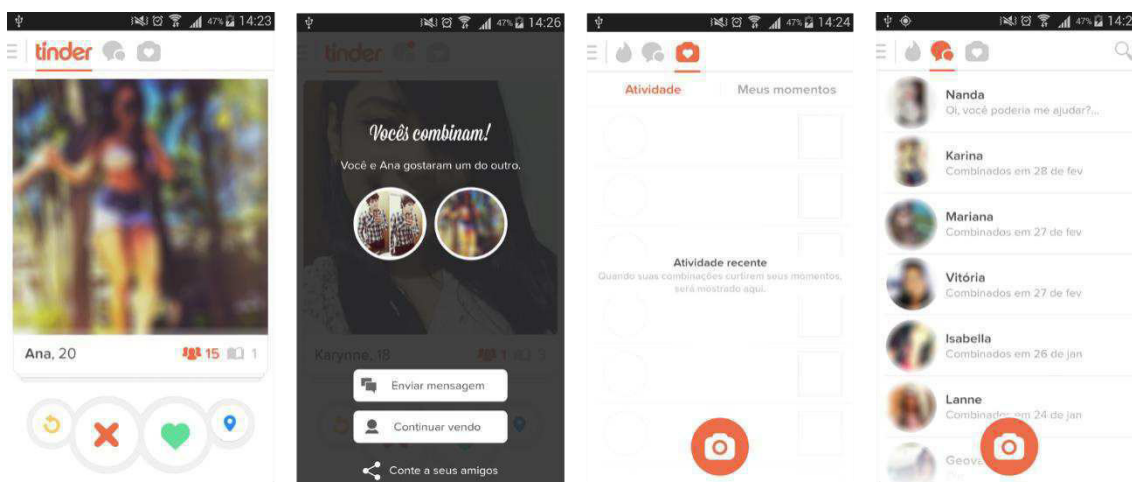 47% 14:23
tinder
Ana, 20 15 1
47% 14:26
tinder
Vocês combinam!
Você e Ana gostaram um do outro.
Karynne, 18 1 3
Enviar mensagem
Continuar vendo
Conte a seus amigos
47% 14:24
Atividade Meus momentos
Atividade recente
Quando suas combinações curtirem seus momentos,
será mostrado aqui.
47% 14:2
Nanda
Oi, você poderia me ajudar?...
Karina
Combinados em 28 de fev
Mariana
Combinados em 27 de fev
Vitória
Combinados em 27 de fev
Isabella
Combinados em 26 de jan
Lanne
Combinados em 24 de jan